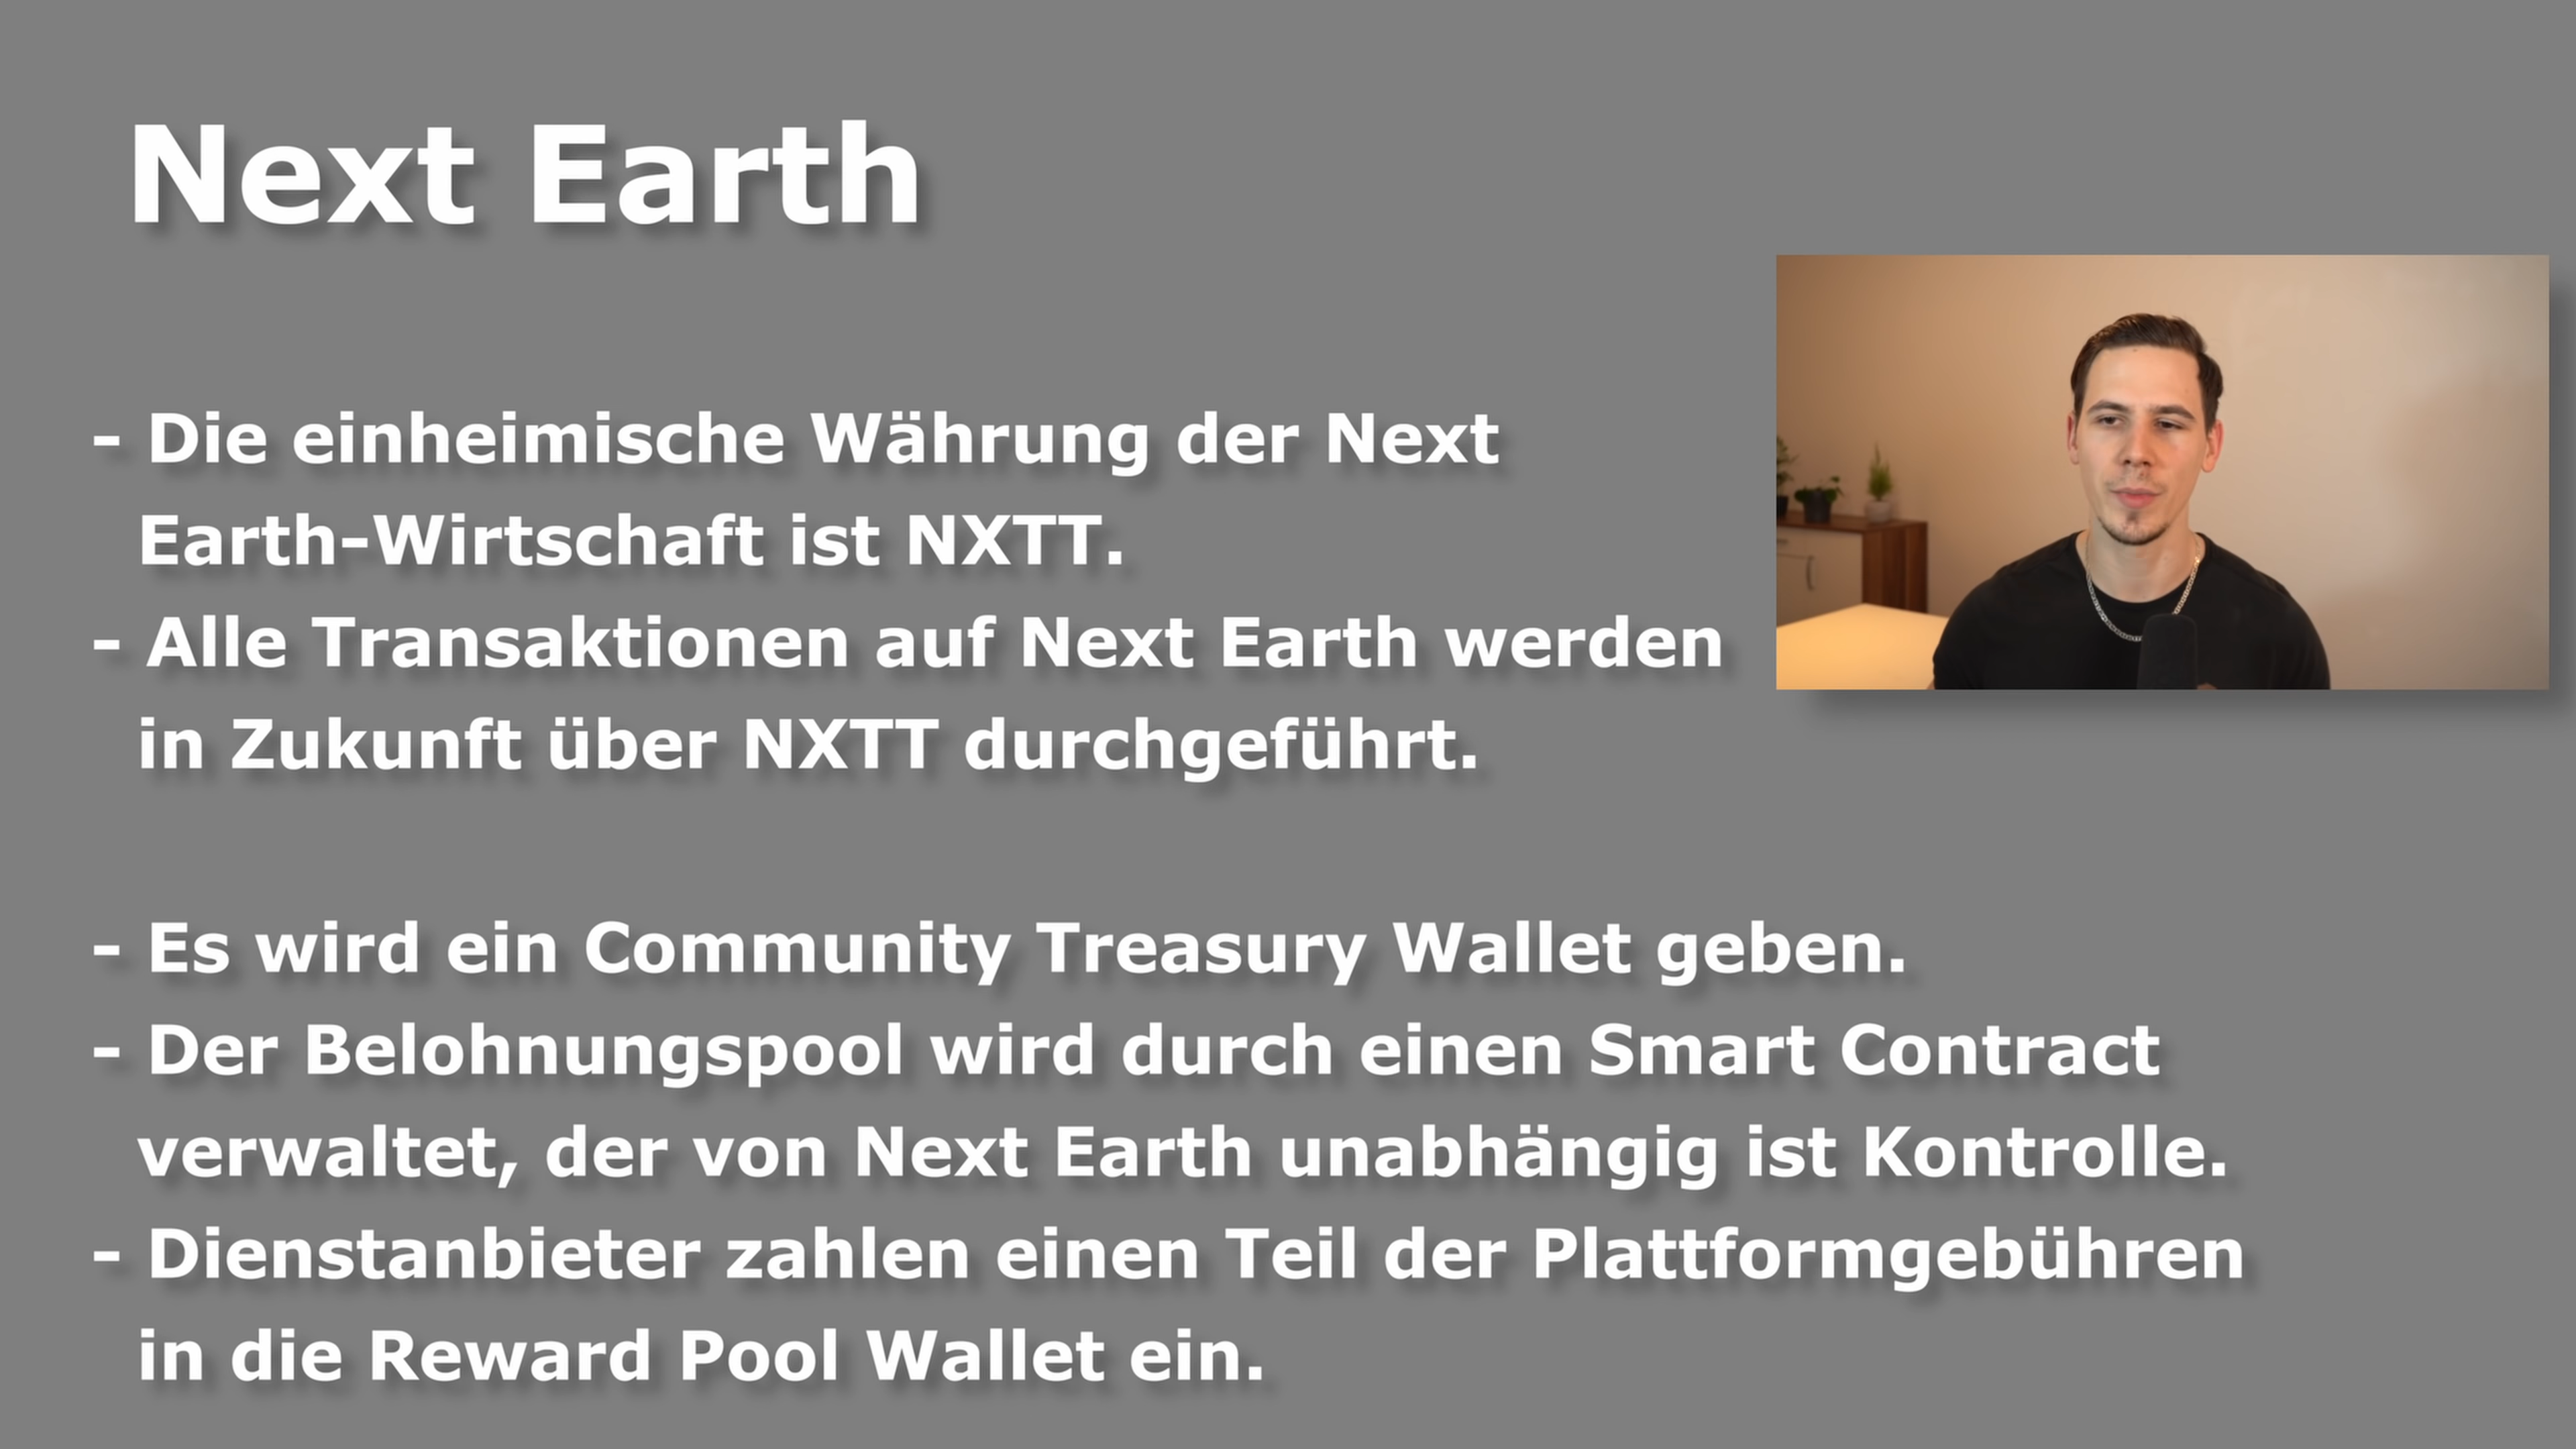 Next Earth
- Die einheimische Währung der Next
Earth-Wirtschaft ist NXTT.
- Alle Transaktionen auf Next Earth werden
in Zukunft über NXTT durchgeführt.
- Es wird ein Community Treasury Wallet geben.
- Der Belohnungspool wird durch einen Smart Contract
verwaltet, der von Next Earth unabhängig ist Kontrolle.
- Dienstanbieter zahlen einen Teil der Plattformgebühren
in die Reward Pool Wallet ein.